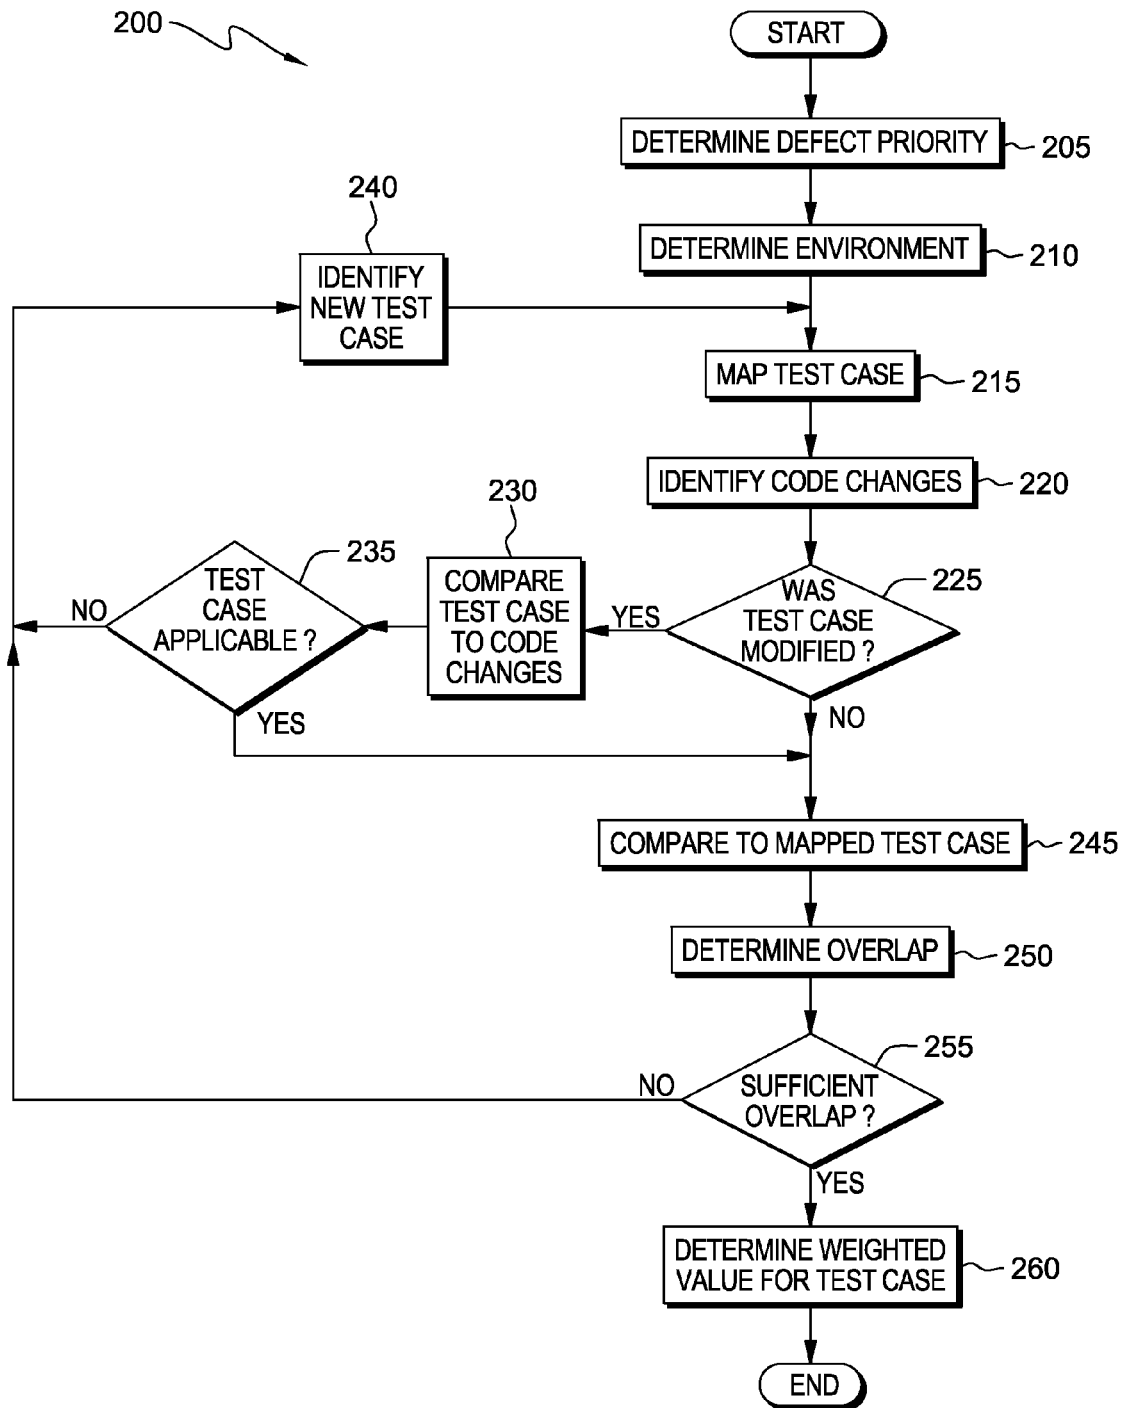 200
START
DETERMINE DEFECT PRIORITY
205
240
DETERMINE ENVIRONMENT
210
IDENTIFY
NEW TEST
CASE
MAP TEST CASE
215
IDENTIFY CODE CHANGES
220
230
235
TEST
CASE
APPLICABLE ?
NO
YES
COMPARE
TEST CASE
TO CODE
CHANGES
YES
225
WAS
TEST CASE
MODIFIED ?
NO
COMPARE TO MAPPED TEST CASE
245
DETERMINE OVERLAP
250
255
NO
SUFFICIENT
OVERLAP ?
YES
DETERMINE WEIGHTED
VALUE FOR TEST CASE
260
END